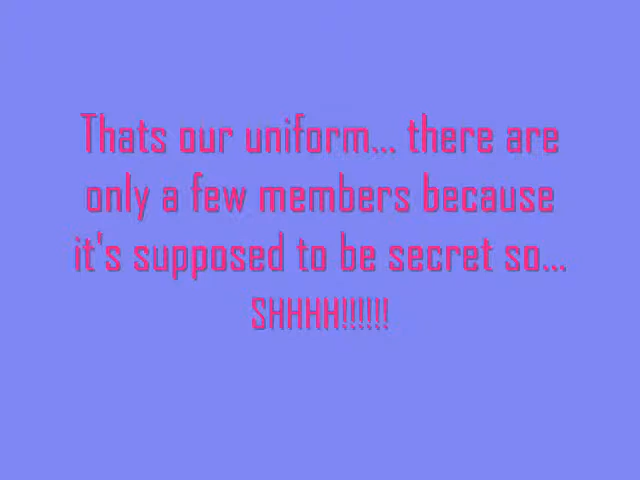 Thats our uniform... there are
only a few members because
it's supposed to be secret so...
SHHHH!!!!!!